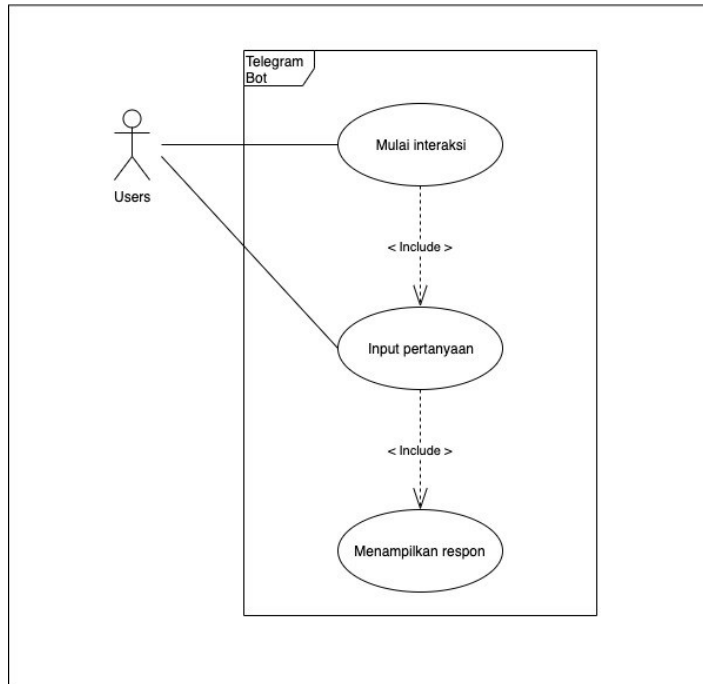 Telegram
Bot
Mulai interaksi
Users
< Include >
Input pertanyaan
< Include >
Menampilkan respon